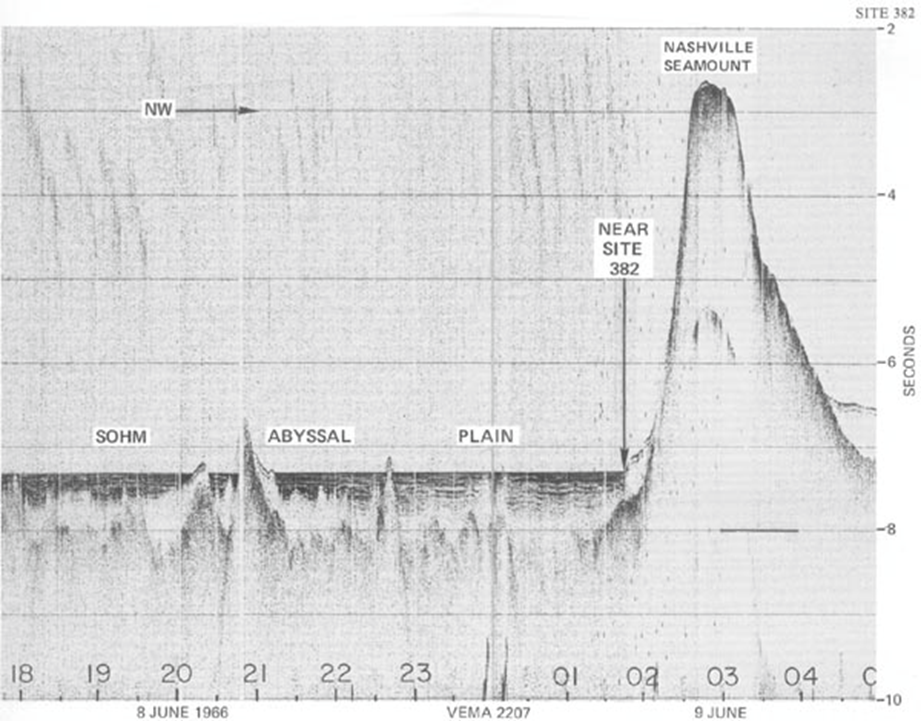 SITE 382
2
NASHVILLE
SEAMOUNT
NW
4
NEAR
SITE
382
6
SECONDS
SOHM ABYSSAL PLAIN
8
18 19 20 21 22 23 01 02 03 04
10
8 JUNE 1966 VEMA 2207 9 JUNE